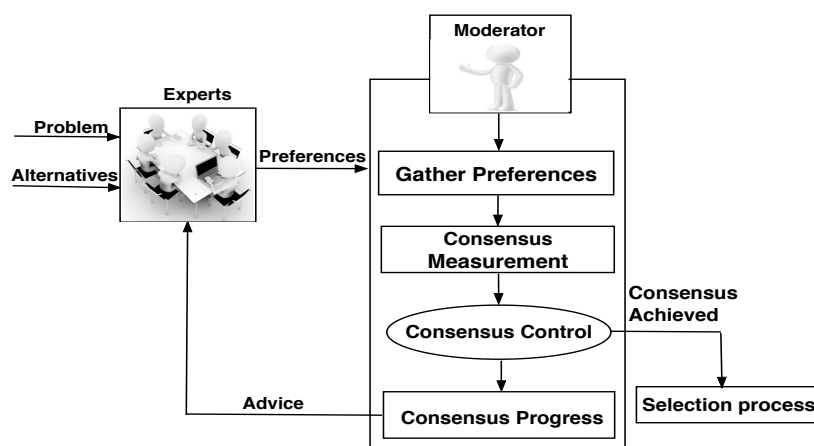 Moderator
Experts
Problem
Alternatives
Preferences
Gather Preferences
Consensus
Measurement
Consensus Control
Consensus
Achieved
Advice
Consensus Progress
Selection process